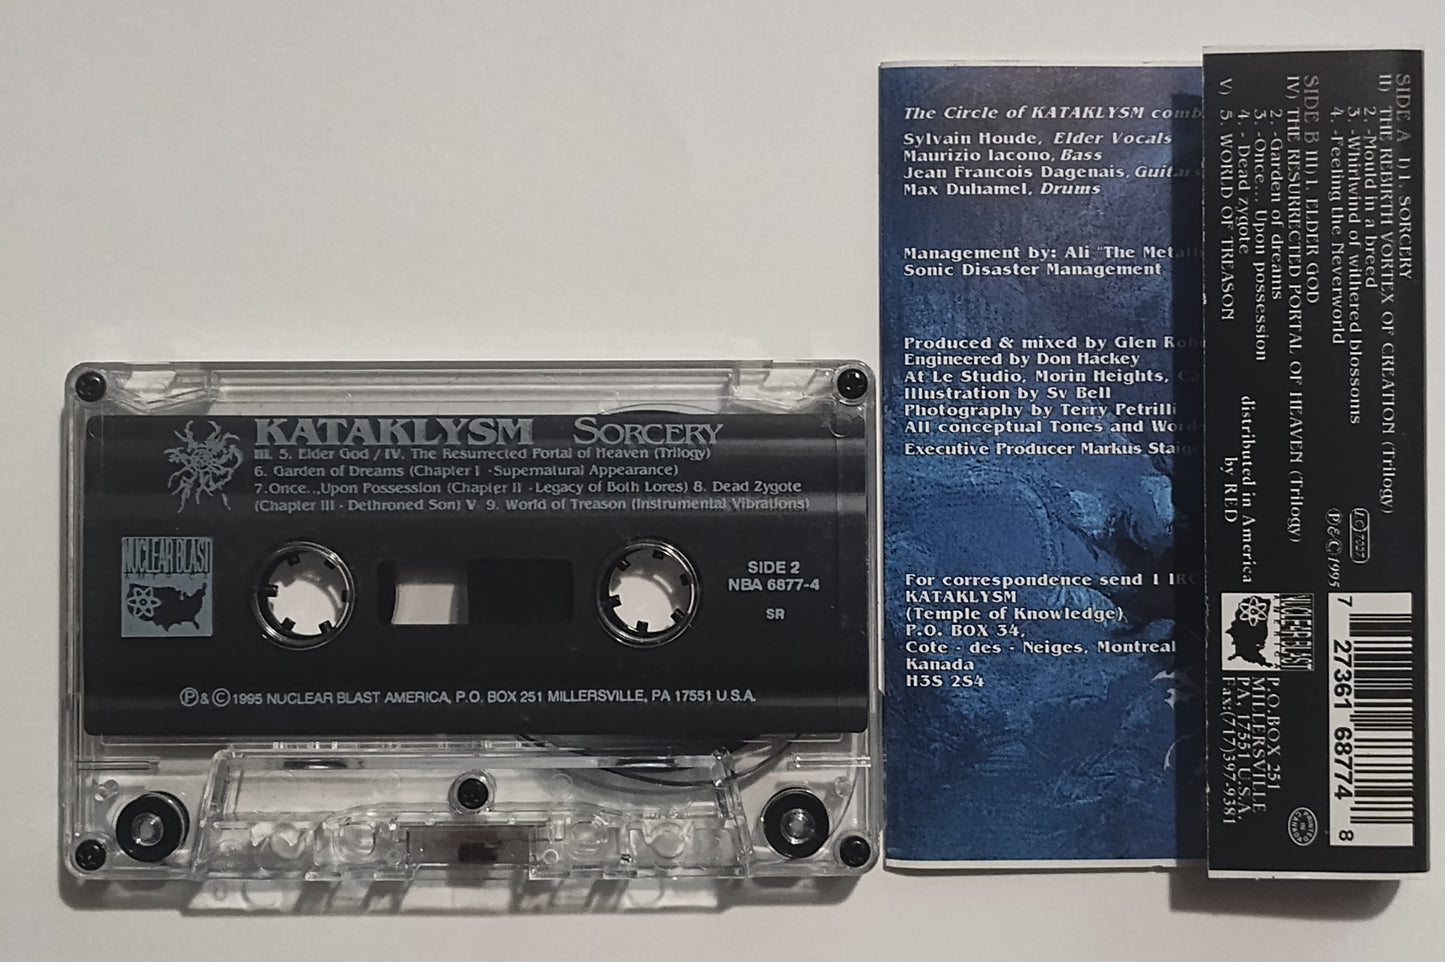 KATAKLYSM SORCERY
III. 5. Elder God / IV. The Resurrected Portal of Heaven (Trilogy)
6. Garden of Dreams (Chapter I -Supernatural Appearance)
7.Once...Upon Possession (Chapter II - Legacy of Both Lores) 8. Dead Zygote
(Chapter III - Dethroned Son) V 9. World of Treason (Instrumental Vibrations)
NUCLEAR BLAST
AMERICA
SIDE 2
NBA 6877-4
SR
Ⓟ & © 1995 NUCLEAR BLAST AMERICA, P.O. BOX 251 MILLERSVILLE, PA 17551 U.S.A.
The Circle of KATAKLYSM
Sylvain Houde, Elder Vocals
Maurizio Iacono, Bass
Jean Francois Dagenais, Guitars
Max Duhamel, Drums
Management by: Ali "The
Sonic Disaster Management
Produced & mixed by Glen
Engineered by Don Hackey
At Le Studio, Morin Heights,
Illustration by Sv Bell
Photography by Terry Petrilli
All conceptual Tones and
Executive Producer Markus
For correspondence send 1 IRC
KATAKLYSM
(Temple of Knowledge)
P.O. BOX 34,
Cote - des - Neiges, Montreal
Kanada
H3S 2S4
SIDE A I) 1. SORCERY
II) THE REBIRTH VORTEX OF CREATION (Trilogy)
2. -Mould in a breed
3. -Whirlwind of withered blossoms
4. -Feeling the Neverworld
SIDE B III) 1. ELDER GOD
IV) THE RESURRECTED PORTAL OF HEAVEN (Trilogy)
2. -Garden of dreams
3. -Once... Upon possession
4. - Dead zygote
V) 5. WORLD OF TREASON
distributed in America
by RED
LC 7027
Ⓟ & © 1995
NUCLEAR BLAST
AMERICA
P.O. BOX 251
MILLERSVILLE
PA, 17551 U.S.A.
Fax:(717)397-9381
PRINTED IN CANADA
7 27361 68774 8